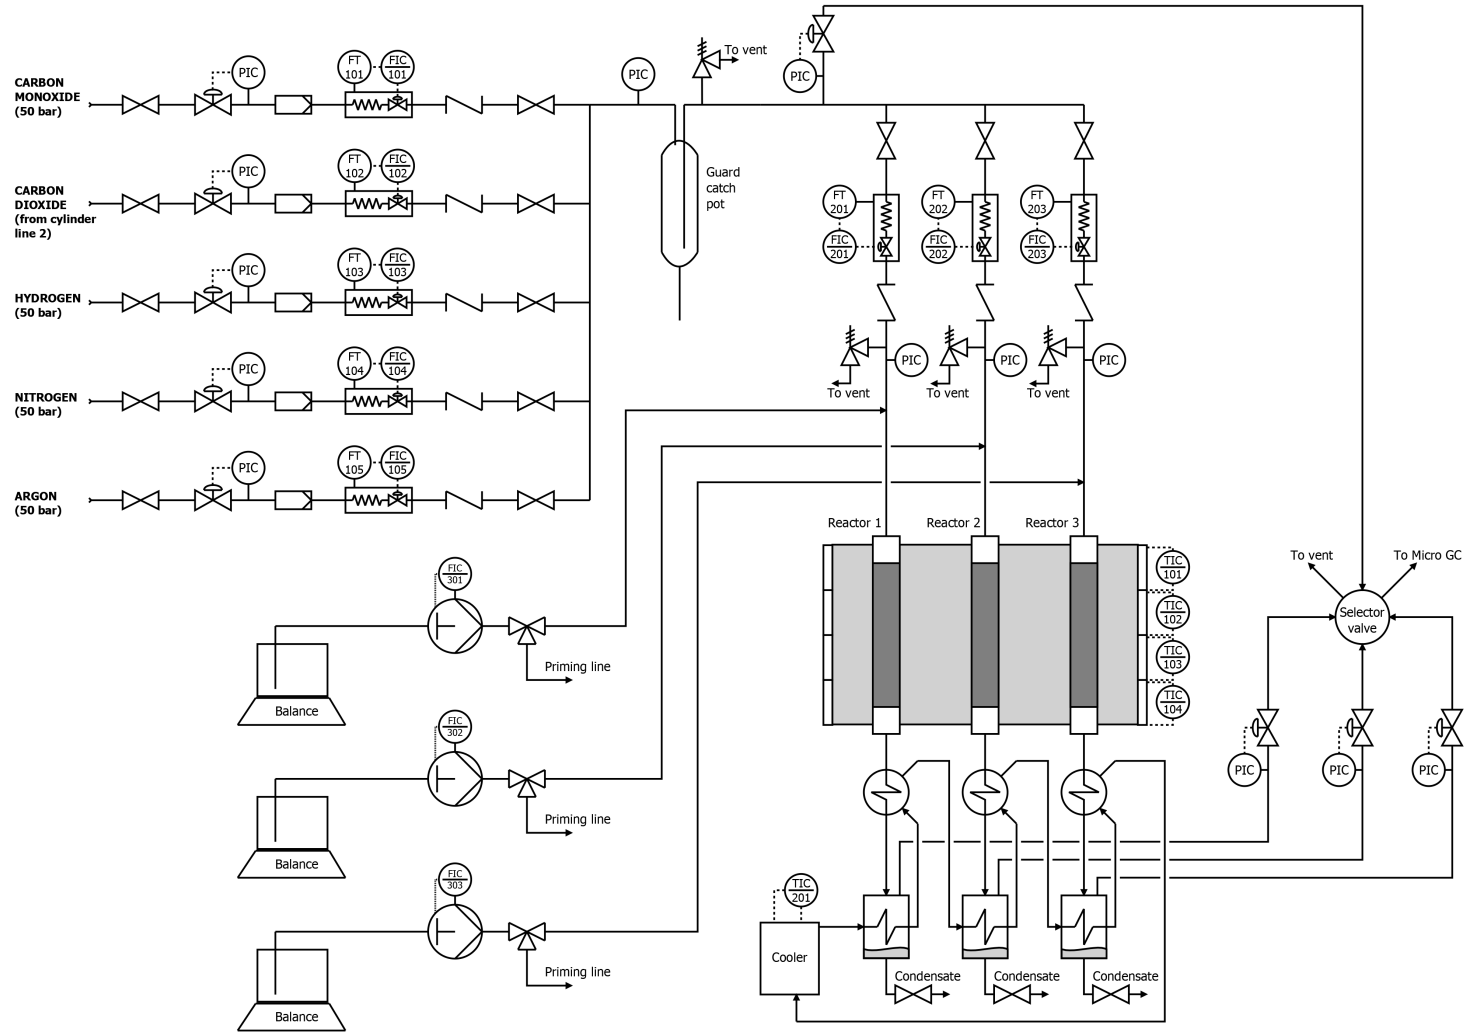 To vent
PIC
PIC
PIC
CARBON
MONOXIDE
(50 bar)
PIC
FT
101
FIC
101
CARBON
DIOXIDE
(from cylinder
line 2)
PIC
FT
102
FIC
102
Guard
catch
pot
FT
201
FIC
201
FT
202
FIC
202
FT
203
FIC
203
HYDROGEN
(50 bar)
PIC
FT
103
FIC
103
NITROGEN
(50 bar)
PIC
FT
104
FIC
104
PIC
PIC
PIC
To vent
To vent
To vent
ARGON
(50 bar)
PIC
FT
105
FIC
105
Reactor 1
Reactor 2
Reactor 3
TIC
101
TIC
102
TIC
103
TIC
104
To vent
To Micro GC
Selector
valve
FIC
301
Priming line
Balance
FIC
302
Priming line
Balance
FIC
303
Priming line
Balance
PIC
PIC
PIC
TIC
201
Cooler
Condensate
Condensate
Condensate